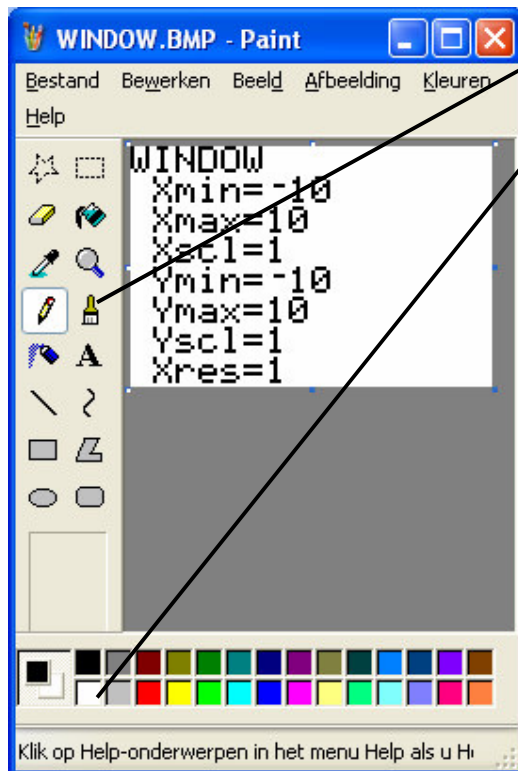 WINDOW.BMP - Paint
Bestand Bewerken Beeld Afbeelding Kleuren
Help
WINDOW
Xmin=-10
Xmax=10
Xscl=1
Ymin=-10
Ymax=10
Yscl=1
Xres=1
A
Klik op Help-onderwerpen in het menu Help als u